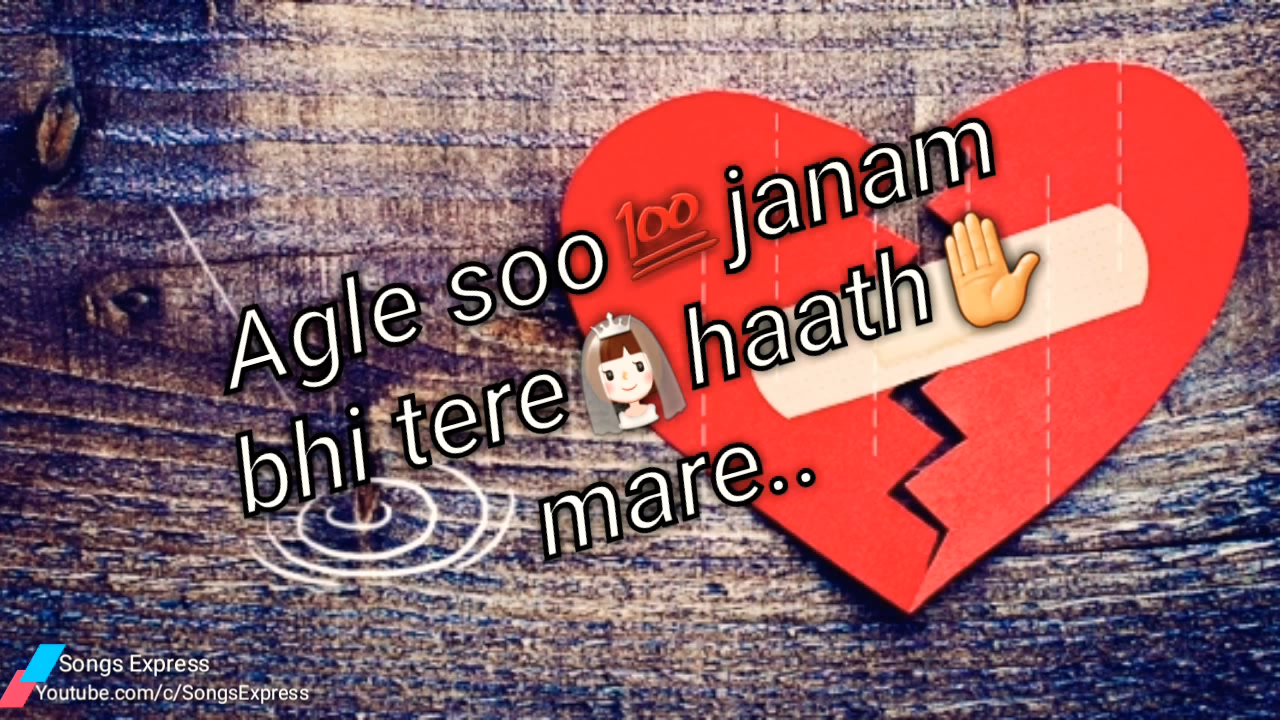 Agle soo💯janam
bhi tere👰haath✋
mare..
Songs Express
Youtube.com/c/SongsExpress